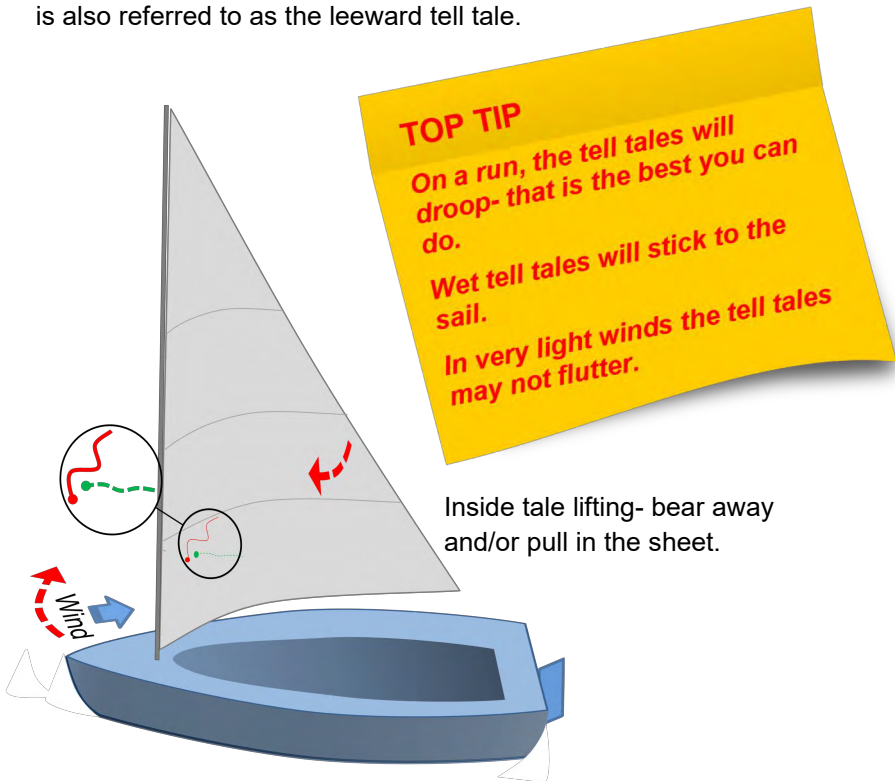 is also referred to as the leeward tell tale.
TOP TIP
On a run, the tell tales will
droop- that is the best you can
do.
Wet tell tales will stick to the
sail.
In very light winds the tell tales
may not flutter.
Inside tale lifting- bear away
and/or pull in the sheet.
Wind